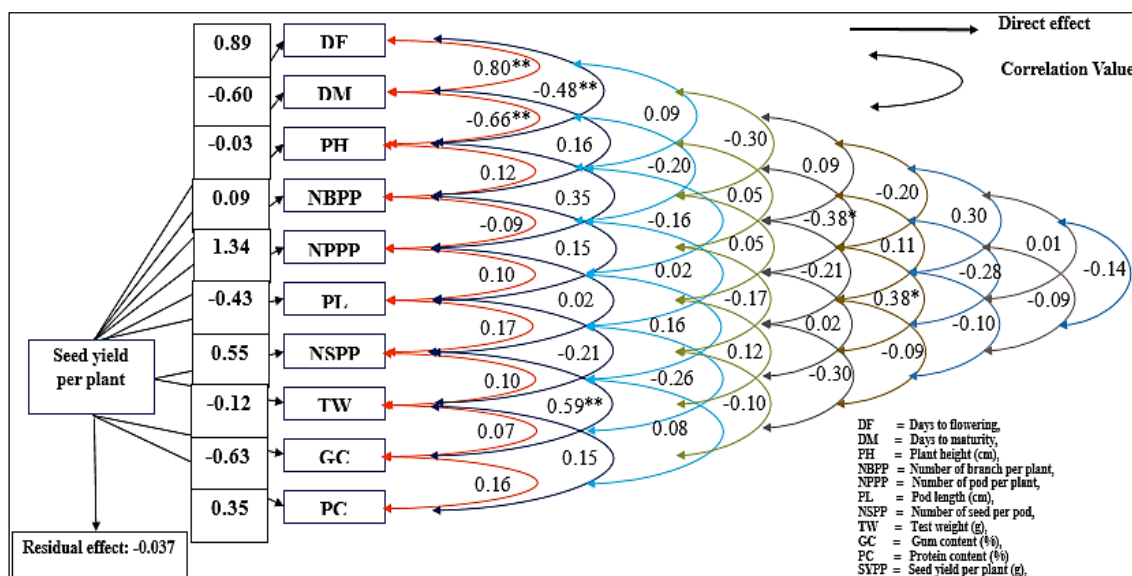 0.89
-0.60
-0.03
0.09
1.34
-0.43
0.55
-0.12
-0.63
0.35
DF
DM
PH
NBPP
NPPP
PL
NSPP
TW
GC
PC
Seed yield
per plant
Residual effect: -0.037
0.80**
-0.66**
0.12
-0.09
0.10
0.17
0.10
0.07
0.16
-0.48**
0.16
0.35
0.15
0.02
-0.21
0.59**
0.15
0.09
-0.20
-0.16
0.02
0.16
-0.26
0.08
-0.30
0.05
0.05
-0.17
0.12
-0.10
0.09
-0.38*
-0.21
0.02
-0.30
-0.20
0.11
0.38*
-0.09
0.30
-0.28
-0.10
0.01
-0.09
-0.14
Direct effect
Correlation Value
DF = Days to flowering,
DM = Days to maturity,
PH = Plant height (cm),
NBPP = Number of branch per plant,
NPPP = Number of pod per plant,
PL = Pod length (cm),
NSPP = Number of seed per pod,
TW = Test weight (g),
GC = Gum content (%),
PC = Protein content (%)
SYPP = Seed yield per plant (g),